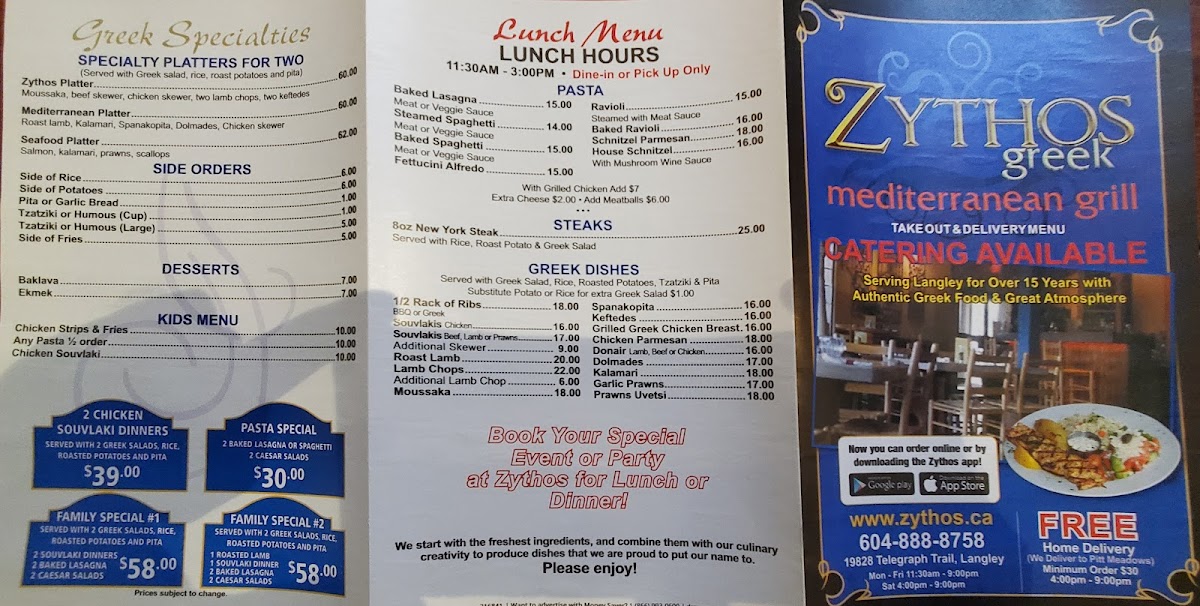 Greek Specialties
SPECIALTY PLATTERS FOR TWO
(Served with Greek salad, rice, roast potatoes and pita)
Zythos Platter 60.00
Moussaka, beef skewer, chicken skewer, two lamb chops, two keftedes
Mediterranean Platter 60.00
Roast lamb, Kalamari, Spanakopita, Dolmades, Chicken skewer
Seafood Platter 62.00
Salmon, kalamari, prawns, scallops
SIDE ORDERS
Side of Rice 6.00
Side of Potatoes 6.00
Pita or Garlic Bread 1.00
Tzatziki or Humous (Cup) 1.00
Tzatziki or Humous (Large) 5.00
Side of Fries 5.00
DESSERTS
Baklava 7.00
Ekmek 7.00
KIDS MENU
Chicken Strips & Fries 10.00
Any Pasta ½ order 10.00
Chicken Souvlaki 10.00
2 CHICKEN
SOUVLAKI DINNERS
SERVED WITH 2 GREEK SALADS, RICE,
ROASTED POTATOES AND PITA
$39.00
PASTA SPECIAL
2 BAKED LASAGNA OR SPAGHETTI
2 CAESAR SALADS
$30.00
FAMILY SPECIAL #1
SERVED WITH 2 GREEK SALADS, RICE,
ROASTED POTATOES AND PITA
2 SOUVLAKI DINNERS
2 BAKED LASAGNA
2 CAESAR SALADS
$58.00
FAMILY SPECIAL #2
SERVED WITH 2 GREEK SALADS, RICE,
ROASTED POTATOES AND PITA
1 ROASTED LAMB
1 SOUVLAKI DINNER
2 BAKED LASAGNA
2 CAESAR SALADS
$58.00
Prices subject to change.
Lunch Menu
LUNCH HOURS
11:30AM - 3:00PM • Dine-in or Pick Up Only
PASTA
Baked Lasagna 15.00
Meat or Veggie Sauce
Steamed Spaghetti 14.00
Meat or Veggie Sauce
Baked Spaghetti 15.00
Meat or Veggie Sauce
Fettucini Alfredo 15.00
Ravioli 15.00
Steamed with Meat Sauce
Baked Ravioli 16.00
Schnitzel Parmesan 18.00
House Schnitzel 16.00
With Mushroom Wine Sauce
With Grilled Chicken Add $7
Extra Cheese $2.00 • Add Meatballs $6.00
•••
STEAKS
8oz New York Steak 25.00
Served with Rice, Roast Potato & Greek Salad
GREEK DISHES
Served with Greek Salad, Rice, Roasted Potatoes, Tzatziki & Pita
Substitute Potato or Rice for extra Greek Salad $1.00
1/2 Rack of Ribs 18.00
BBQ or Greek
Souvlakis Chicken 16.00
Souvlakis Beef, Lamb or Prawns 17.00
Additional Skewer 9.00
Roast Lamb 20.00
Lamb Chops 22.00
Additional Lamb Chop 6.00
Moussaka 18.00
Spanakopita 16.00
Keftedes 16.00
Grilled Greek Chicken Breast 16.00
Chicken Parmesan 18.00
Donair Lamb, Beef or Chicken 16.00
Dolmades 17.00
Kalamari 18.00
Garlic Prawns 17.00
Prawns Uvetsi 18.00
Book Your Special
Event or Party
at Zythos for Lunch or
Dinner!
We start with the freshest ingredients, and combine them with our culinary
creativity to produce dishes that we are proud to put our name to.
Please enjoy!
ZYTHOS
greek
mediterranean grill
TAKE OUT & DELIVERY MENU
CATERING AVAILABLE
Serving Langley for Over 15 Years with
Authentic Greek Food & Great Atmosphere
Now you can order online or by
downloading the Zythos app!
Google play
Download on the
App Store
www.zythos.ca
604-888-8758
19828 Telegraph Trail, Langley
Mon - Fri 11:30am - 9:00pm
Sat 4:00pm - 9:00pm
FREE
Home Delivery
(We Deliver to Pitt Meadows)
Minimum Order $30
4:00pm - 9:00pm